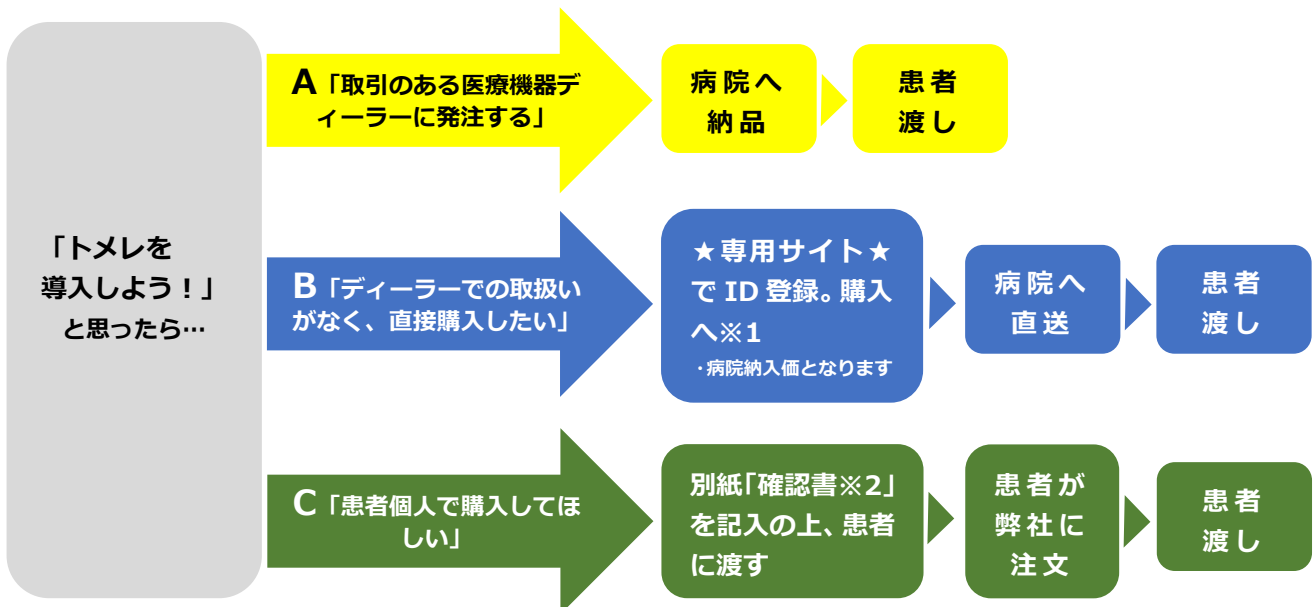 「トメレを
導入しよう！」
と思ったら…
A「取引のある医療機器デ
ィーラーに発注する」
病院へ
納品
患者
渡し
B「ディーラーでの取扱い
がなく、直接購入したい」
★専用サイト★
でID登録。購入
へ※1
・病院納入価となります
病院へ
直送
患者
渡し
C「患者個人で購入してほ
しい」
別紙「確認書※2」
を記入の上、患者
に渡す
患者が
弊社に
注文
患者
渡し